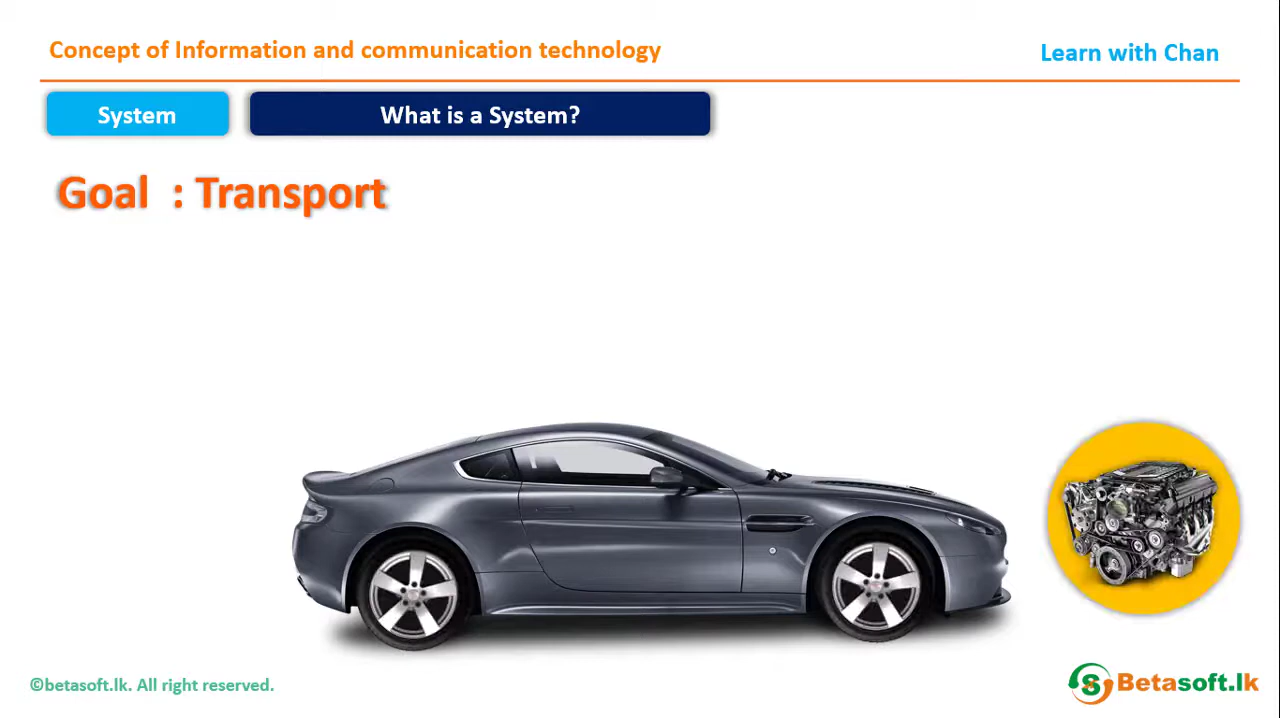 Concept of Information and communication technology
Learn with Chan
System
What is a System?
Goal : Transport
©betasoft.lk. All right reserved.
Betasoft.lk